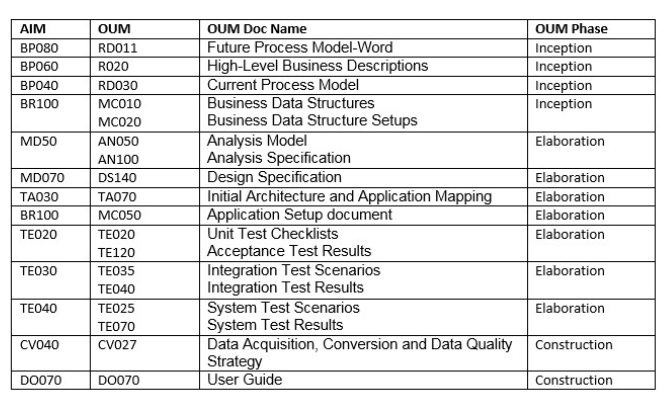 AIM OUM OUM Doc Name OUM Phase
BP080 RD011 Future Process Model-Word Inception
BP060 R020 High-Level Business Descriptions Inception
BP040 RD030 Current Process Model Inception
BR100 MC010 Business Data Structures Inception
MC020 Business Data Structure Setups
MD50 AN050 Analysis Model Elaboration
AN100 Analysis Specification
MD070 DS140 Design Specification Elaboration
TA030 TA070 Initial Architecture and Application Mapping Elaboration
BR100 MC050 Application Setup document Elaboration
TE020 TE020 Unit Test Checklists Elaboration
TE120 Acceptance Test Results
TE030 TE035 Integration Test Scenarios Elaboration
TE040 Integration Test Results
TE040 TE025 System Test Scenarios Elaboration
TE070 System Test Results
CV040 CV027 Data Acquisition, Conversion and Data Quality Construction
Strategy
DO070 DO070 User Guide Construction